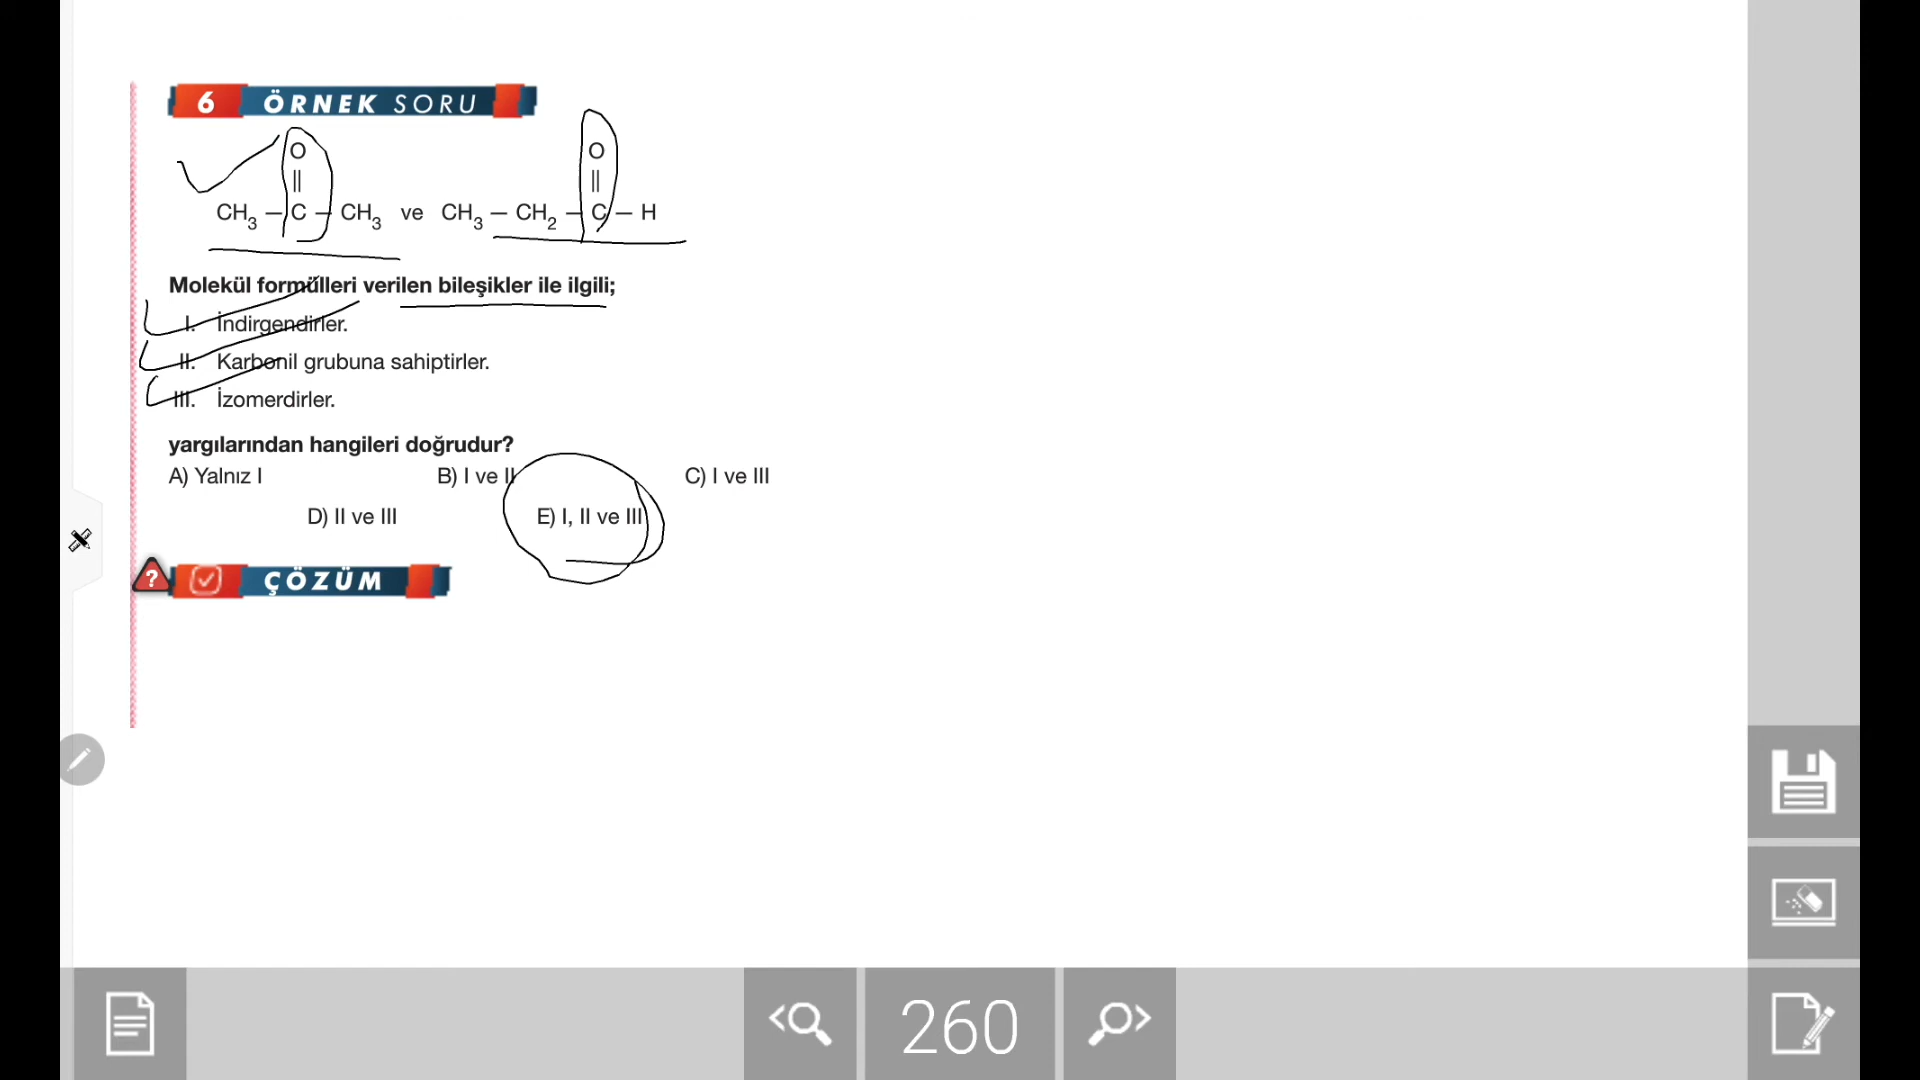 6 ÖRNEK SORU
O O
|| ||
CH3 – C – CH3 ve CH3 – CH2 – C – H
Molekül formülleri verilen bileşikler ile ilgili;
I. İndirgendirler.
II. Karbonil grubuna sahiptirler.
III. İzomerdirler.
yargılarından hangileri doğrudur?
A) Yalnız I B) I ve II C) I ve III
D) II ve III E) I, II ve III
? ÇÖZÜM
260